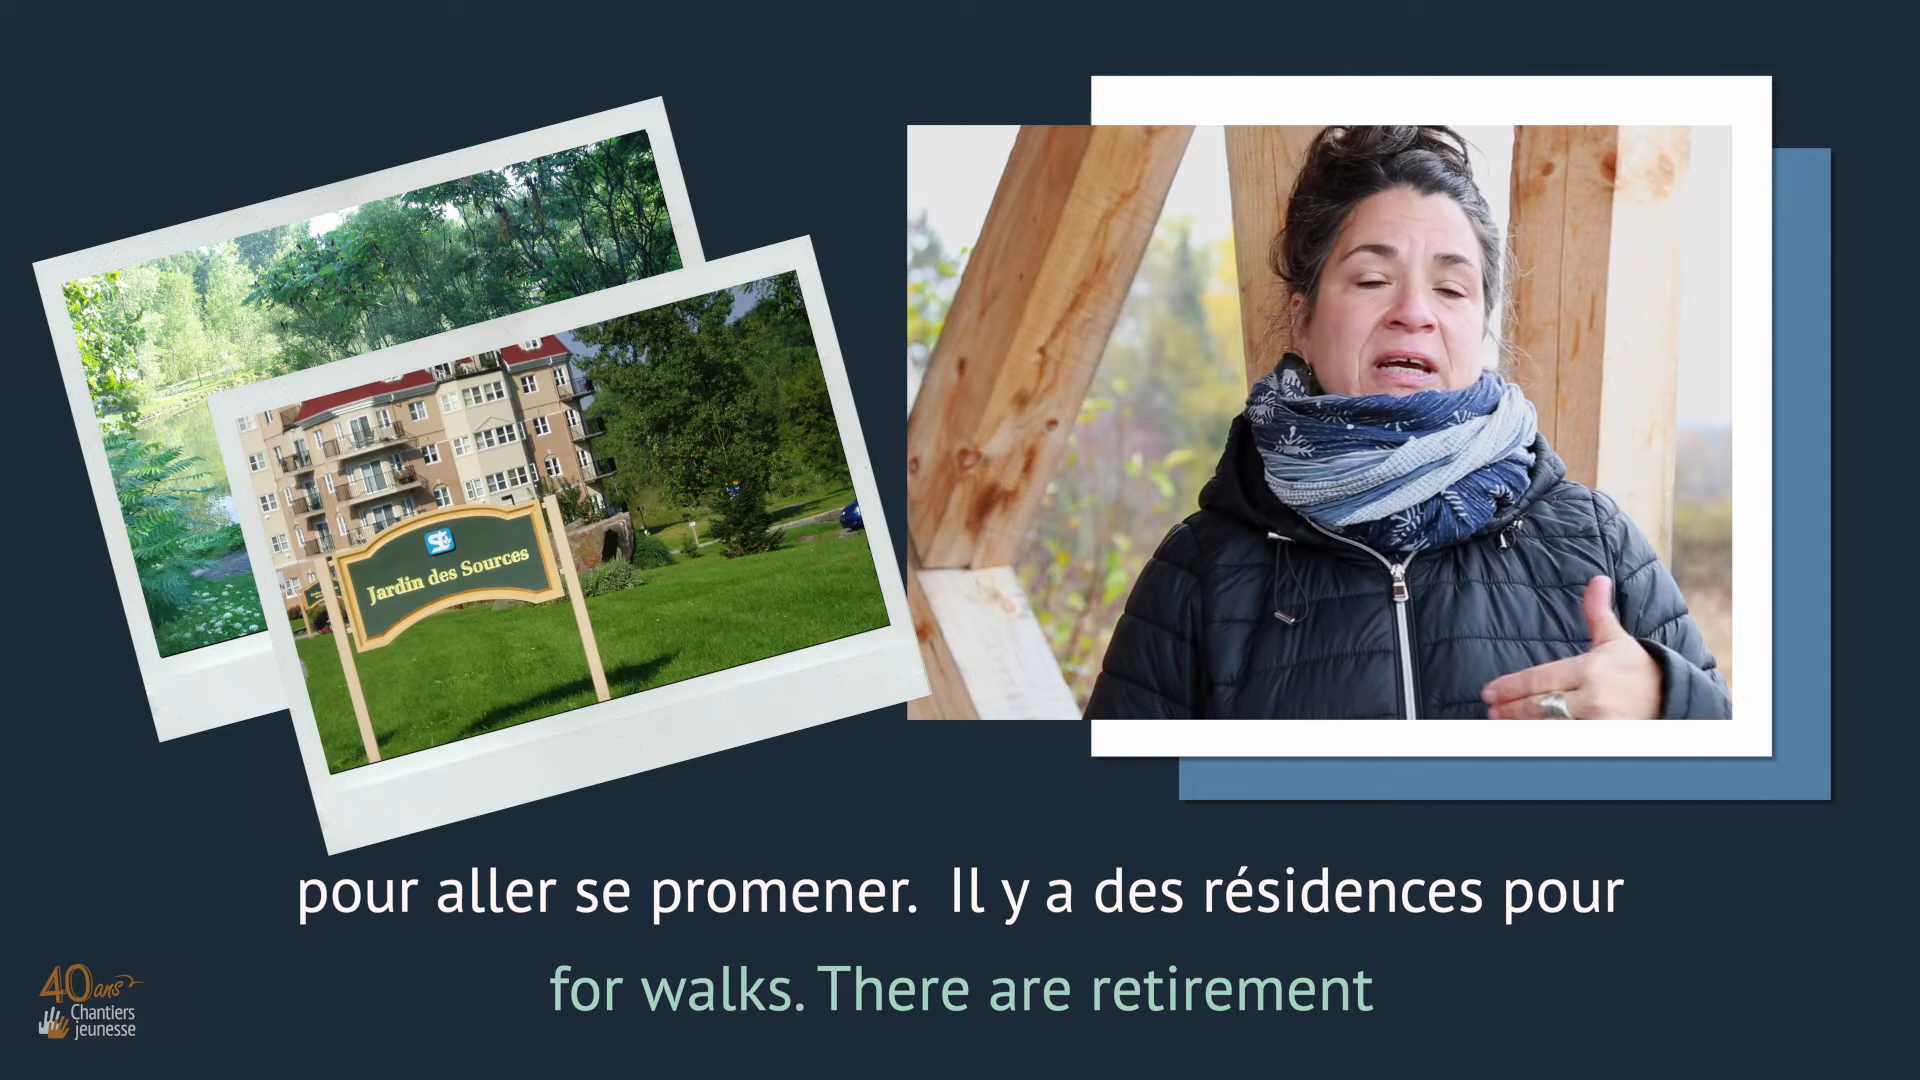 Jardin des Sources
pour aller se promener. Il y a des résidences pour
for walks. There are retirement
40 ans
Chantiers
jeunesse